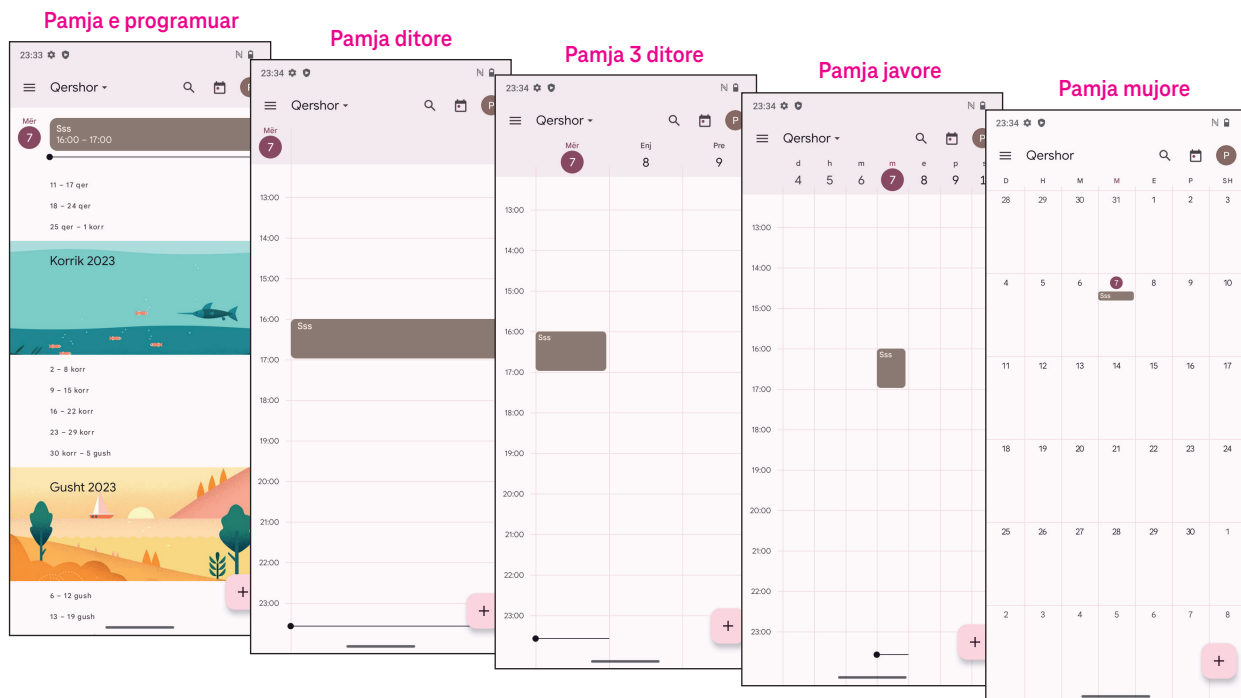 Pamja e programuar
23:33
Qershor
Mër
7
Sss
16:00 – 17:00
11 – 17 qer
18 – 24 qer
25 qer – 1 korr
Korrik 2023
2 – 8 korr
9 – 15 korr
16 – 22 korr
23 – 29 korr
30 korr – 5 gush
Gusht 2023
6 – 12 gush
13 – 19 gush
Pamja ditore
23:34
Qershor
Mër
7
13:00
14:00
15:00
16:00
Sss
17:00
18:00
19:00
20:00
21:00
22:00
23:00
Pamja 3 ditore
23:34
Qershor
P
Mër Enj Pre
7 8 9
13:00
14:00
15:00
16:00
Sss
17:00
18:00
19:00
20:00
21:00
22:00
23:00
Pamja javore
23:34
Qershor
P
d h m m e p s
4 5 6 7 8 9 1
13:00
14:00
15:00
16:00
Sss
17:00
18:00
19:00
20:00
21:00
22:00
23:00
Pamja mujore
23:34
Qershor
P
D H M M E P SH
28 29 30 31 1 2 3
4 5 6 7 8 9 10
Sss
11 12 13 14 15 16 17
18 19 20 21 22 23 24
25 26 27 28 29 30 1
2 3 4 5 6 7 8